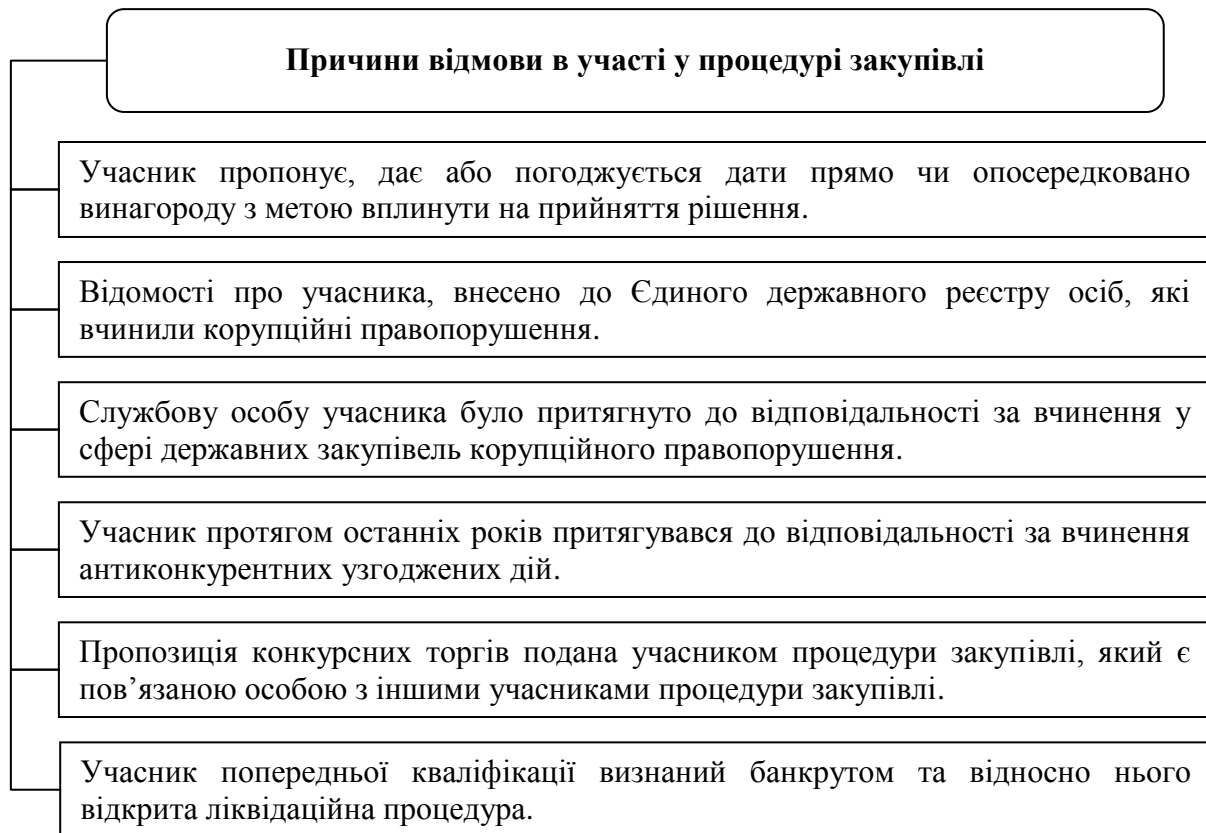 Причини відмови в участі у процедурі закупівлі
Учасник пропонує, дає або погоджується дати прямо чи опосередковано
винагороду з метою вплинути на прийняття рішення.
Відомості про учасника, внесено до Єдиного державного реєстру осіб, які
вчинили корупційні правопорушення.
Службову особу учасника було притягнуто до відповідальності за вчинення у
сфері державних закупівель корупційного правопорушення.
Учасник протягом останніх років притягувався до відповідальності за вчинення
антиконкурентних узгоджених дій.
Пропозиція конкурсних торгів подана учасником процедури закупівлі, який є
пов’язаною особою з іншими учасниками процедури закупівлі.
Учасник попередньої кваліфікації визнаний банкрутом та відносно нього
відкрита ліквідаційна процедура.